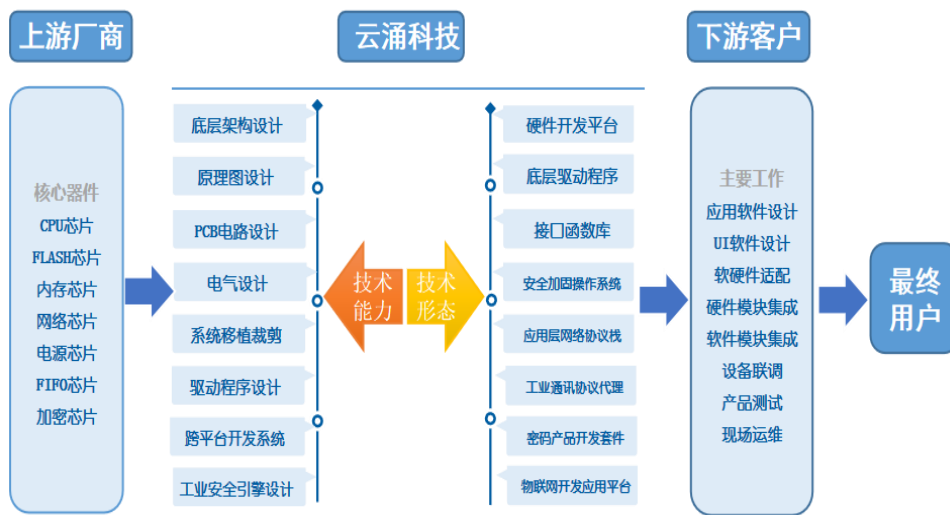 上游厂商
云涌科技
下游客户
核心器件
CPU芯片
FLASH芯片
内存芯片
网络芯片
电源芯片
FIFO芯片
加密芯片
底层架构设计
原理图设计
PCB电路设计
电气设计
系统移植裁剪
驱动程序设计
跨平台开发系统
工业安全引擎设计
技术
能力
技术
形态
硬件开发平台
底层驱动程序
接口函数库
安全加固操作系统
应用层网络协议栈
工业通讯协议代理
密码产品开发套件
物联网开发应用平台
主要工作
应用软件设计
UI软件设计
软硬件适配
硬件模块集成
软件模块集成
设备联调
产品测试
现场运维
最终
用户